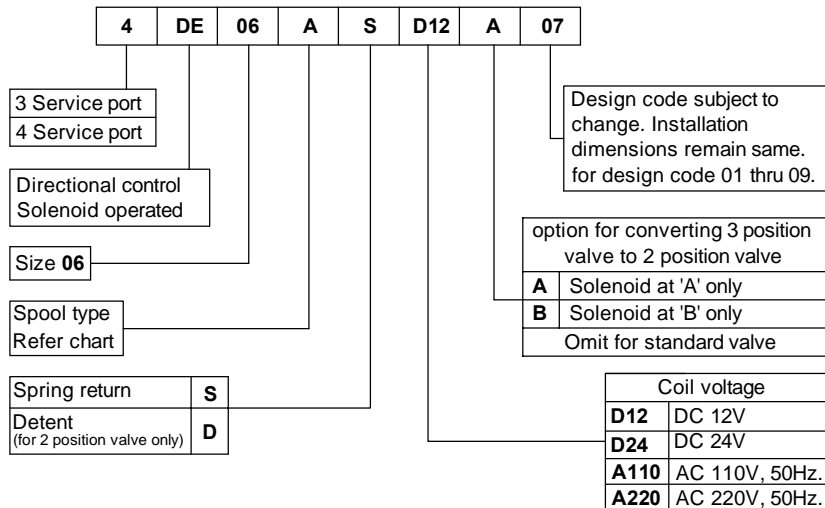 4 DE 06 A S D12 A 07
3 Service port
4 Service port
Directional control
Solenoid operated
Size 06
Spool type
Refer chart
Spring return S
Detent
(for 2 position valve only) D
Design code subject to
change. Installation
dimensions remain same.
for design code 01 thru 09.
option for converting 3 position
valve to 2 position valve
A Solenoid at 'A' only
B Solenoid at 'B' only
Omit for standard valve
Coil voltage
D12 DC 12V
D24 DC 24V
A110 AC 110V, 50Hz.
A220 AC 220V, 50Hz.